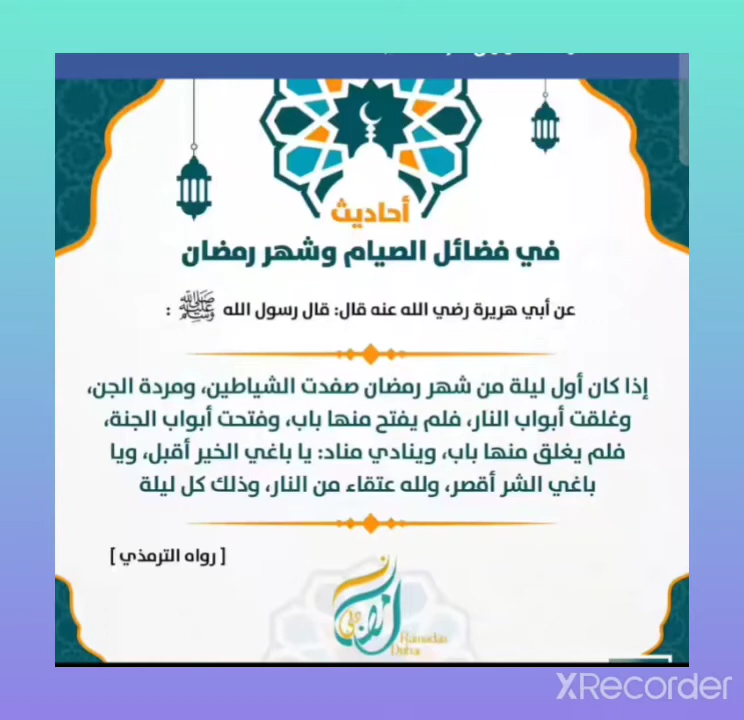 أحاديث
في فضائل الصيام وشهر رمضان
عن أبي هريرة رضي الله عنه قال: قال رسول الله ﷺ :
إذا كان أول ليلة من شهر رمضان صفدت الشياطين، ومردة الجن،
وغلقت أبواب النار، فلم يفتح منها باب، وفتحت أبواب الجنة،
فلم يغلق منها باب، وينادي مناد: يا باغي الخير أقبل، ويا
باغي الشر أقصر، ولله عتقاء من النار، وذلك كل ليلة
[ رواه الترمذي ]
رمضان دبي
Ramadan
Dubai
XRecorder